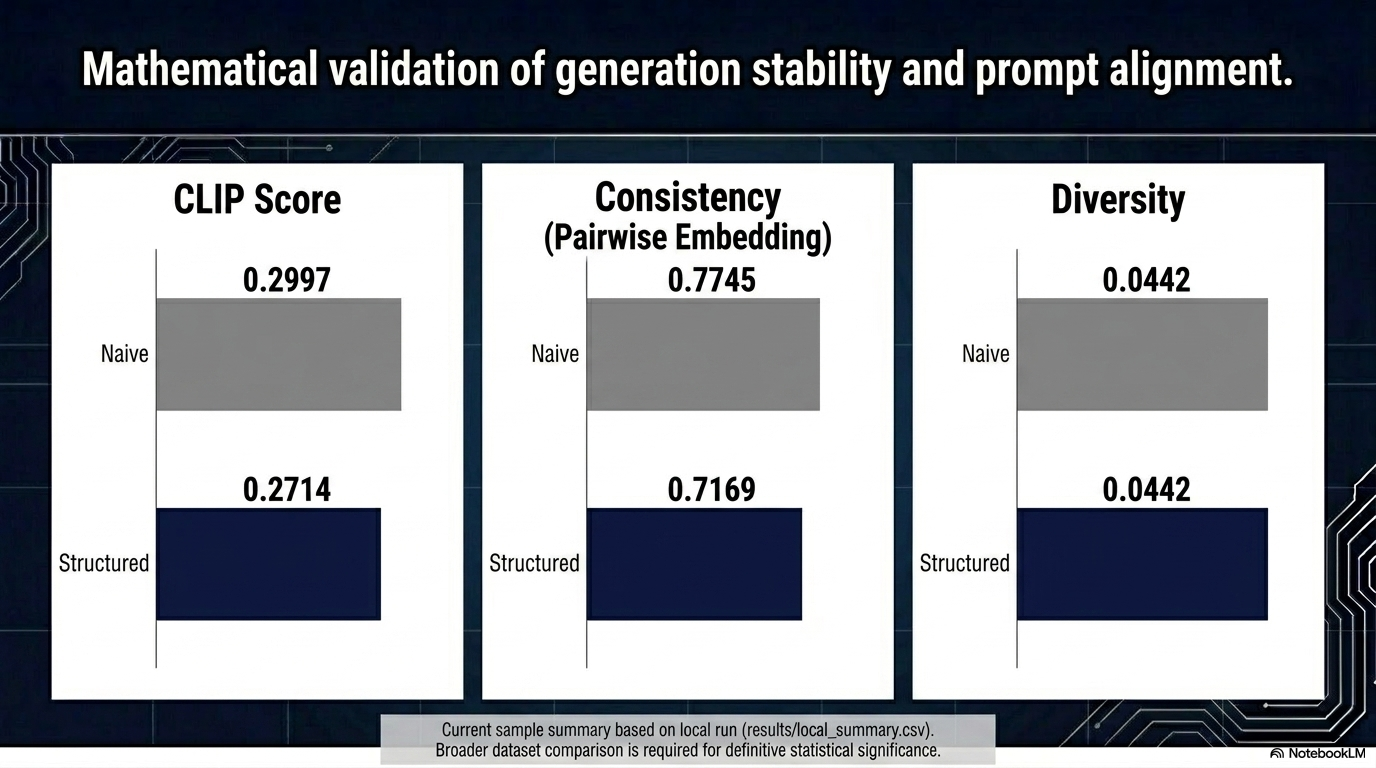 Mathematical validation of generation stability and prompt alignment.
CLIP Score
0.2997
Naive
0.2714
Structured
Consistency
(Pairwise Embedding)
0.7745
Naive
0.7169
Structured
Diversity
0.0442
Naive
0.0442
Structured
Current sample summary based on local run (results/local_summary.csv).
Broader dataset comparison is required for definitive statistical significance.
NotebookLM